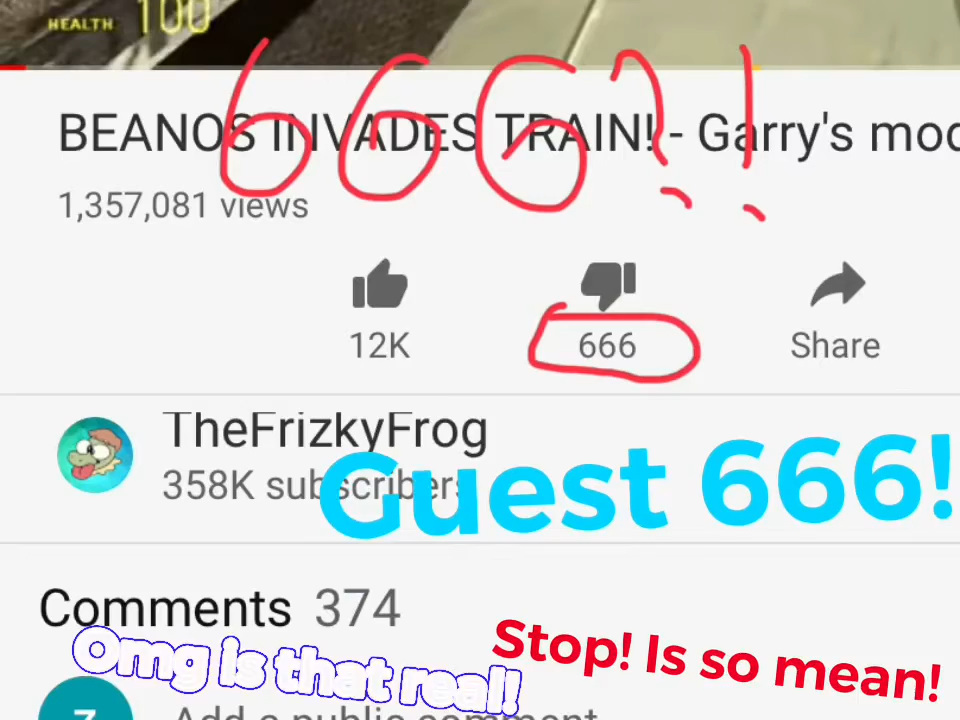 HEALTH 100
666?!
BEANOS INVADES TRAIN! - Garry's mod
1,357,081 views
12K
666
Share
TheFrizkyFrog
358K subscribers
Guest 666!
Comments 374
Omg is that real!
Stop! Is so mean!
Z
Add a public comment